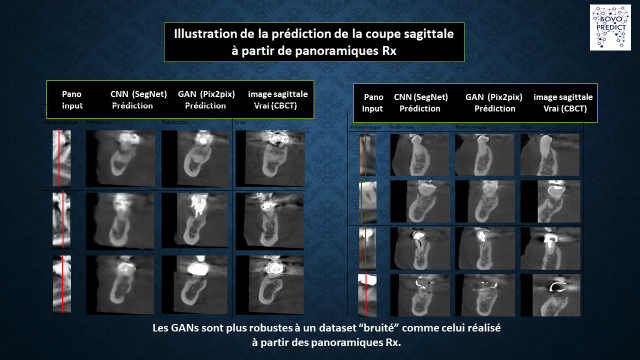 BOVO
PREDICT
Illustration de la prédiction de la coupe sagittale
à partir de panoramiques Rx
Pano
input
CNN (SegNet)
Prédiction
GAN (Pix2pix)
Prédiction
image sagittale
Vrai (CBCT)
Pano
Input
CNN (SegNet)
Prédiction
GAN (Pix2pix)
Prédiction
image sagittale
Vrai (CBCT)
Les GANs sont plus robustes à un dataset “bruité” comme celui réalisé
à partir des panoramiques Rx.